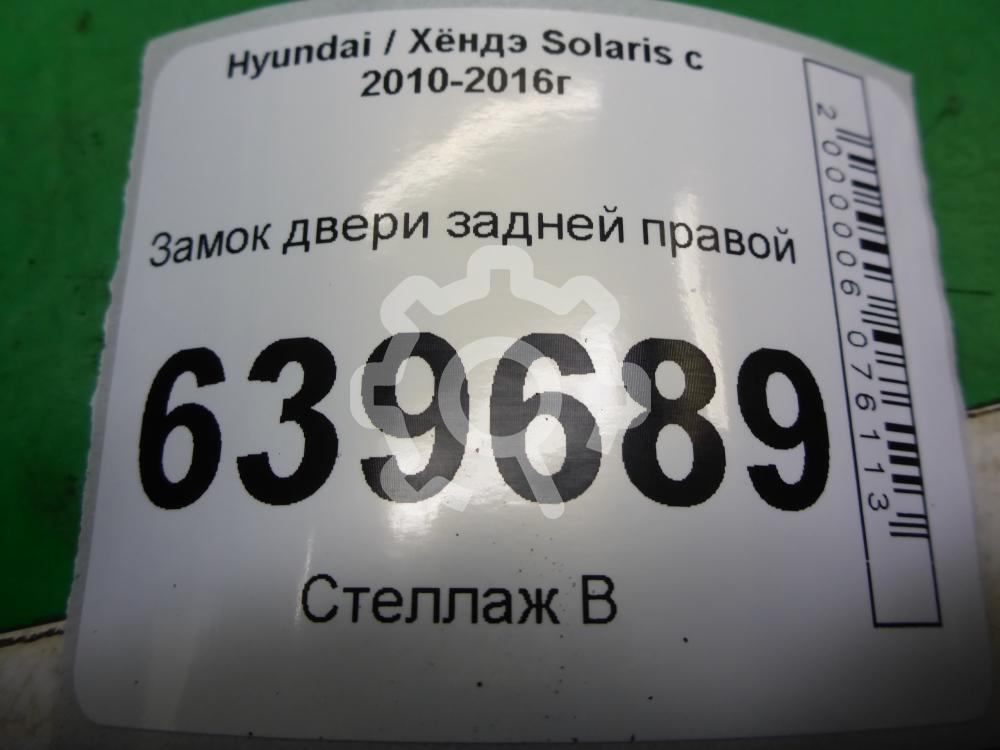 Hyundai / Хёндэ Solaris с
2010-2016г
Замок двери задней правой
639689
Стеллаж В
2000006076113